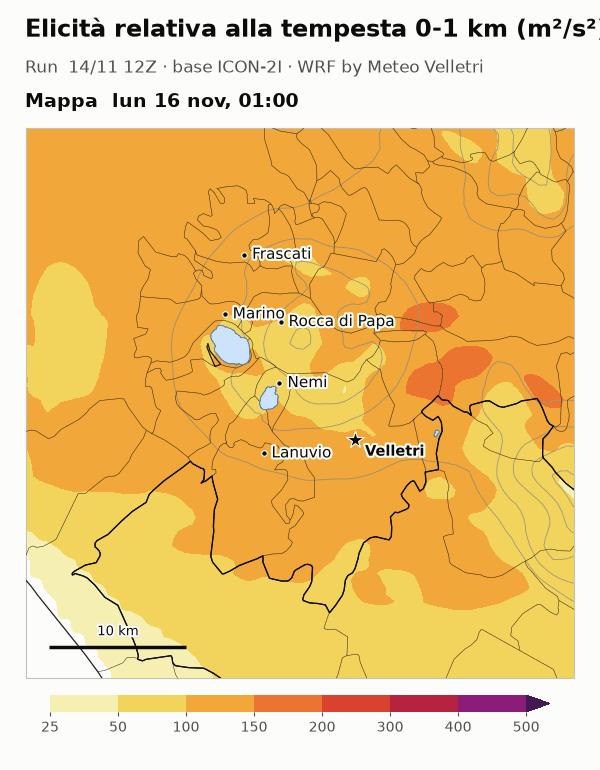 Elicità relativa alla tempesta 0-1 km (m²/s²)
Run  14/11 12Z · base ICON-2I · WRF by Meteo Velletri
Mappa  lun 16 nov, 01:00
Frascati
Marino
Rocca di Papa
Nemi
Velletri
Lanuvio
10 km
25 50 100 150 200 300 400 500